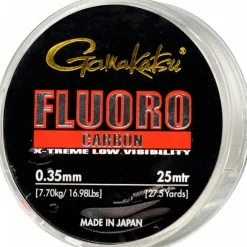 Gamakatsu
FLUORO
CARBON
X-TREME LOW VISIBILITY
0.35mm 25mtr
[7.70kg/ 16.98Lbs] [27.5 Yards]
MADE IN JAPAN